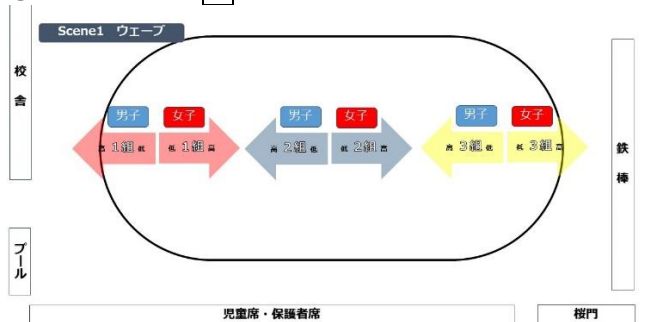 Scene1 ウェーブ
校舎
男子 女子 男子 女子 男子 女子
高 1組 低 低 1組 高 高 2組 低 低 2組 高 高 3組 低 低 3組 高
鉄棒
プール
児童席・保護者席 桜門